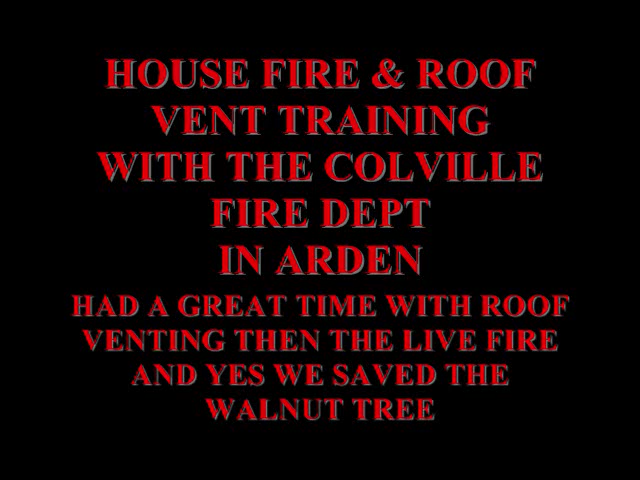 HOUSE FIRE & ROOF
VENT TRAINING
WITH THE COLVILLE
FIRE DEPT
IN ARDEN
HAD A GREAT TIME WITH ROOF
VENTING THEN THE LIVE FIRE
AND YES WE SAVED THE
WALNUT TREE